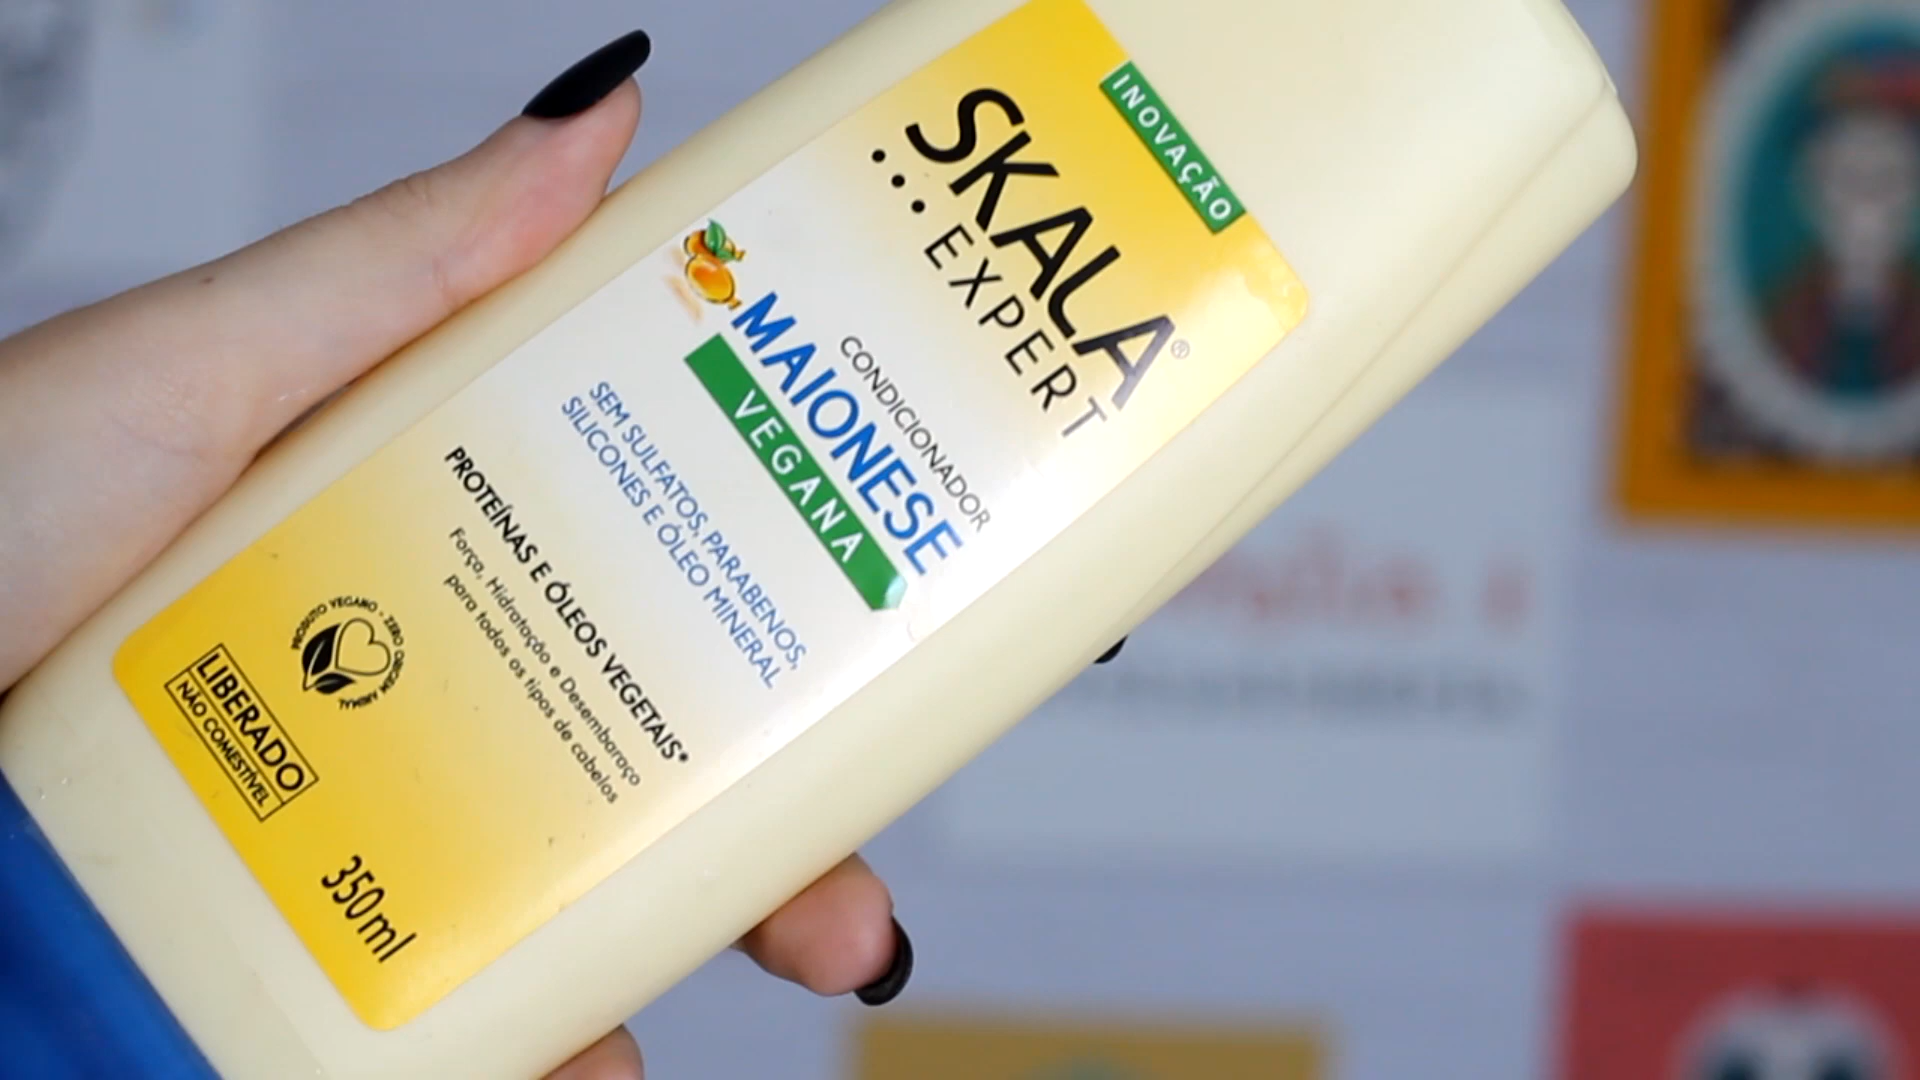 INOVAÇÃO
SKALA®
...EXPERT
CONDICIONADOR
MAIONESE
VEGANA
SEM SULFATOS, PARABENOS,
SILICONES E ÓLEO MINERAL
PROTEÍNAS E ÓLEOS VEGETAIS*
Força, Hidratação e Desembaraço
para todos os tipos de cabelos
PRODUTO VEGANO - ZERO ORIGEM ANIMAL
LIBERADO
NÃO COMESTÍVEL
350ml